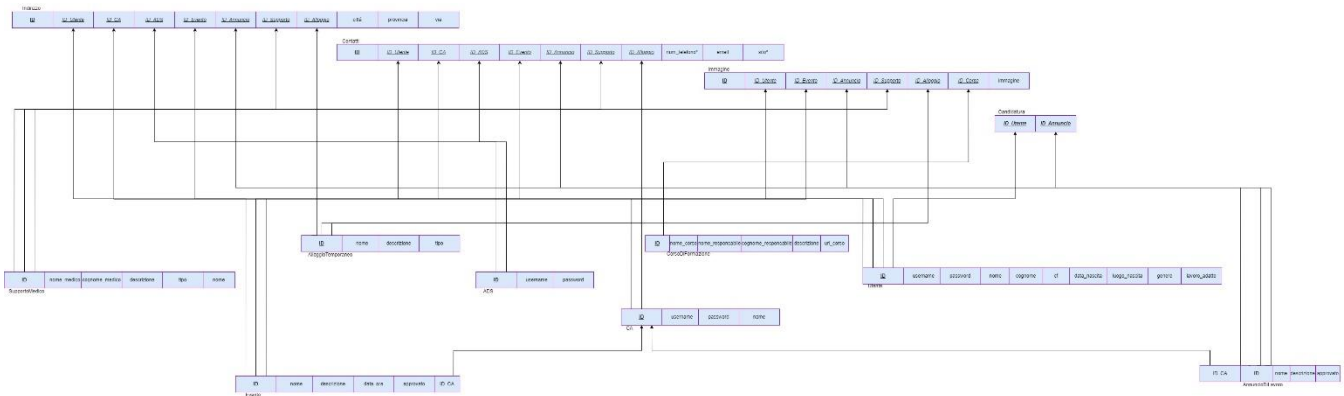 Indirizzo
ID ID_Utente ID_CA ID_ADS ID_Evento ID_Annuncio ID_Supporto ID_Alloggio città provincia via
Contatti
ID ID_Utente ID_CA ID_ADS ID_Evento ID_Annuncio ID_Supporto ID_Alloggio num_telefono* email
Immagine
ID ID_Utente ID_Evento ID_Annuncio ID_Supporto ID_Alloggio ID_Corso immagine
Candidatura
ID_Utente ID_Annuncio
ID nome descrizione tipo
AlloggioTemporaneo
ID nome_corso nome_responsabile cognome_responsabile descrizione url_corso
CorsoDiFormazione
ID nome_medico cognome_medico descrizione tipo nome
SupportoMedico
ID username password
ADS
ID username password nome cognome cf data_nascita luogo_nascita genere lavoro_adatto
Utente
ID username password nome
CA
ID nome descrizione data_ora approvato ID_CA
Evento
ID_CA ID nome descrizione approvato